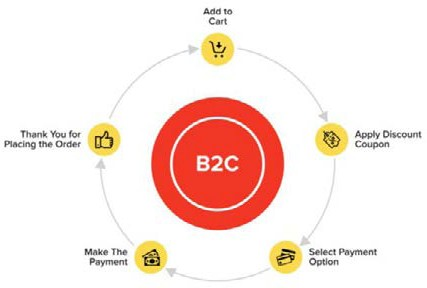 Add to
Cart
Apply Discount
Coupon
Select Payment
Option
Make The
Payment
Thank You for
Placing the Order
B2C